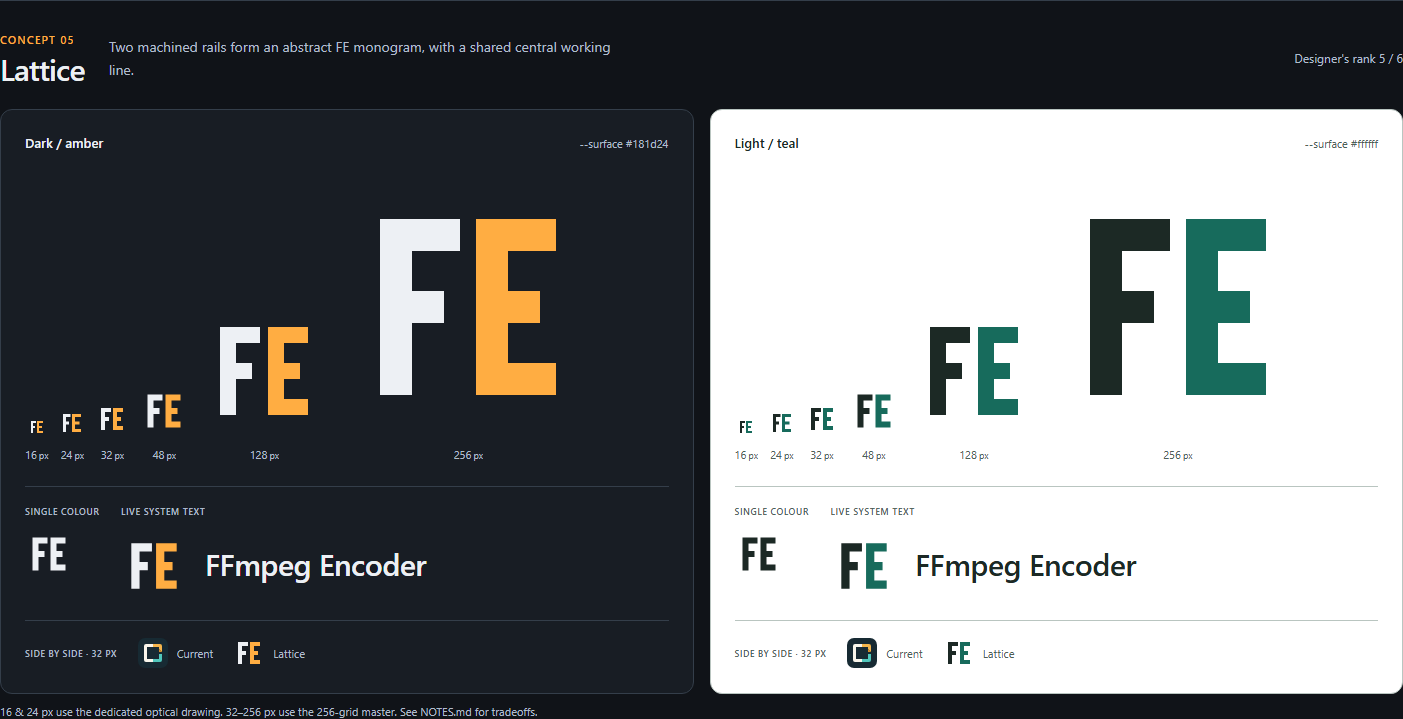 CONCEPT 05
Lattice
Two machined rails form an abstract FE monogram, with a shared central working
line.
Designer's rank 5 / 6
Dark / amber
--surface #181d24
FE FE FE FE FE FE
16 px 24 px 32 px 48 px 128 px 256 px
SINGLE COLOUR LIVE SYSTEM TEXT
FE FE FFmpeg Encoder
SIDE BY SIDE · 32 PX Current FE Lattice
Light / teal
--surface #ffffff
FE FE FE FE FE FE
16 px 24 px 32 px 48 px 128 px 256 px
SINGLE COLOUR LIVE SYSTEM TEXT
FE FE FFmpeg Encoder
SIDE BY SIDE · 32 PX Current FE Lattice
16 & 24 px use the dedicated optical drawing. 32–256 px use the 256-grid master. See NOTES.md for tradeoffs.